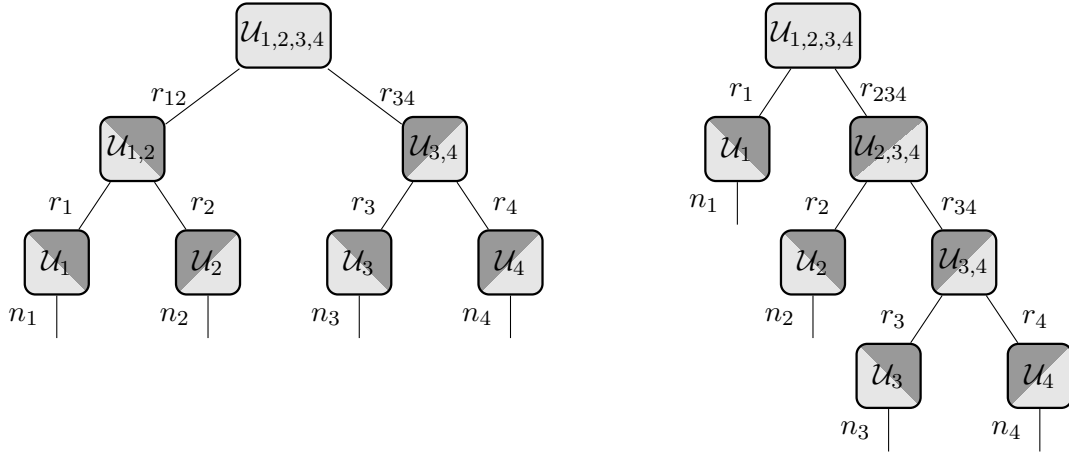 𝒰₁,₂,₃,₄
r₁₂ r₃₄
𝒰₁,₂ 𝒰₃,₄
r₁ r₂ r₃ r₄
𝒰₁ 𝒰₂ 𝒰₃ 𝒰₄
n₁ n₂ n₃ n₄
𝒰₁,₂,₃,₄
r₁ r₂₃₄
𝒰₁ 𝒰₂,₃,₄
n₁ r₂ r₃₄
𝒰₂ 𝒰₃,₄
n₂ r₃ r₄
𝒰₃ 𝒰₄
n₃ n₄